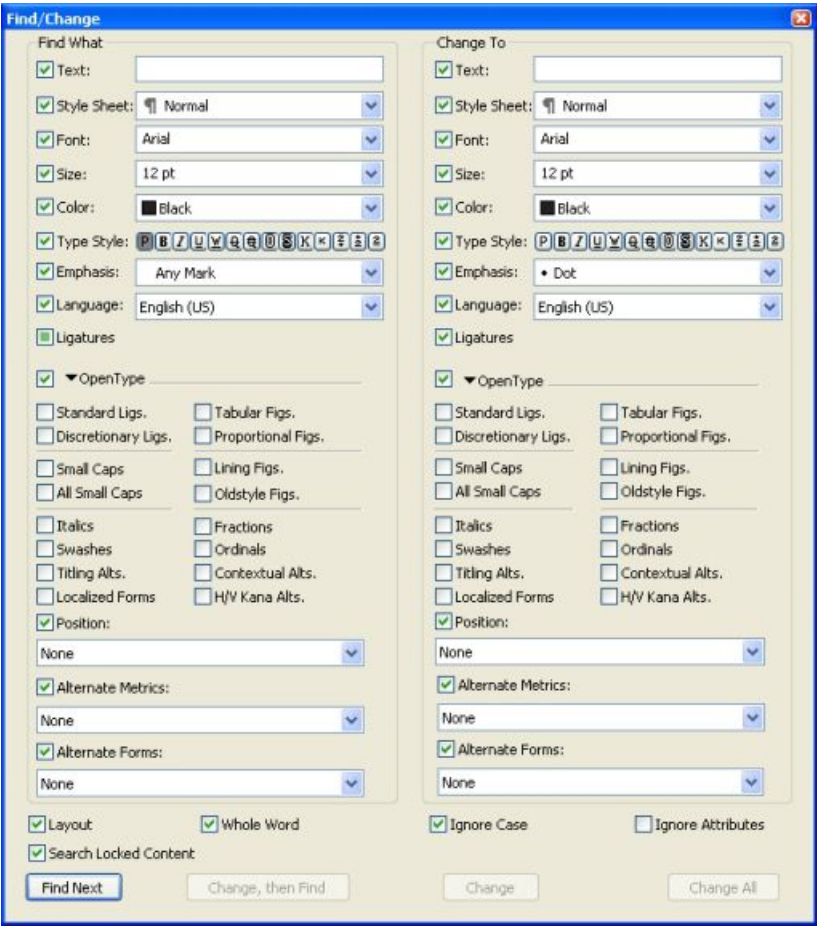 Find/Change
Find What
Text:
Style Sheet: ¶ Normal
Font: Arial
Size: 12 pt
Color: Black
Type Style: P B I U W Q Q O S K K
Emphasis: Any Mark
Language: English (US)
Ligatures
OpenType
Standard Ligs. Tabular Figs.
Discretionary Ligs. Proportional Figs.
Small Caps Lining Figs.
All Small Caps Oldstyle Figs.
Italics Fractions
Swashes Ordinals
Titling Alts. Contextual Alts.
Localized Forms H/V Kana Alts.
Position:
None
Alternate Metrics:
None
Alternate Forms:
None
Change To
Text:
Style Sheet: ¶ Normal
Font: Arial
Size: 12 pt
Color: Black
Type Style: P B I U W Q Q O S K K
Emphasis: • Dot
Language: English (US)
Ligatures
OpenType
Standard Ligs. Tabular Figs.
Discretionary Ligs. Proportional Figs.
Small Caps Lining Figs.
All Small Caps Oldstyle Figs.
Italics Fractions
Swashes Ordinals
Titling Alts. Contextual Alts.
Localized Forms H/V Kana Alts.
Position:
None
Alternate Metrics:
None
Alternate Forms:
None
Layout Whole Word Ignore Case Ignore Attributes
Search Locked Content
Find Next Change, then Find Change Change All